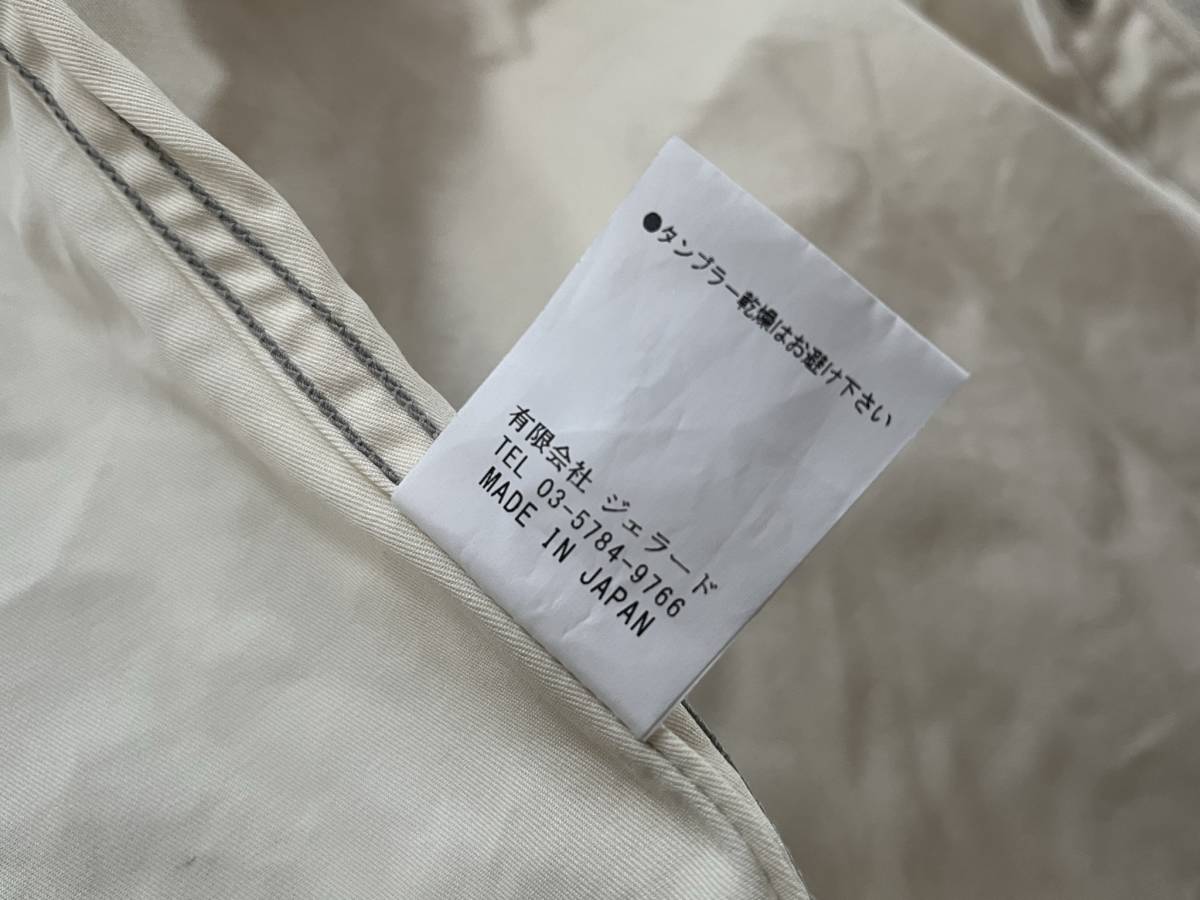 ●タンブラー乾燥はお避け下さい
有限会社 ジェラード
TEL 03-5784-9766
MADE IN JAPAN